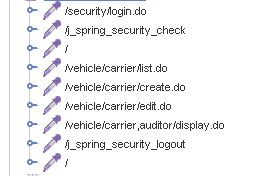 /security/login.do
/j_spring_security_check
/
/vehicle/carrier/list.do
/vehicle/carrier/create.do
/vehicle/carrier/edit.do
/vehicle/carrier,auditor/display.do
/j_spring_security_logout
/